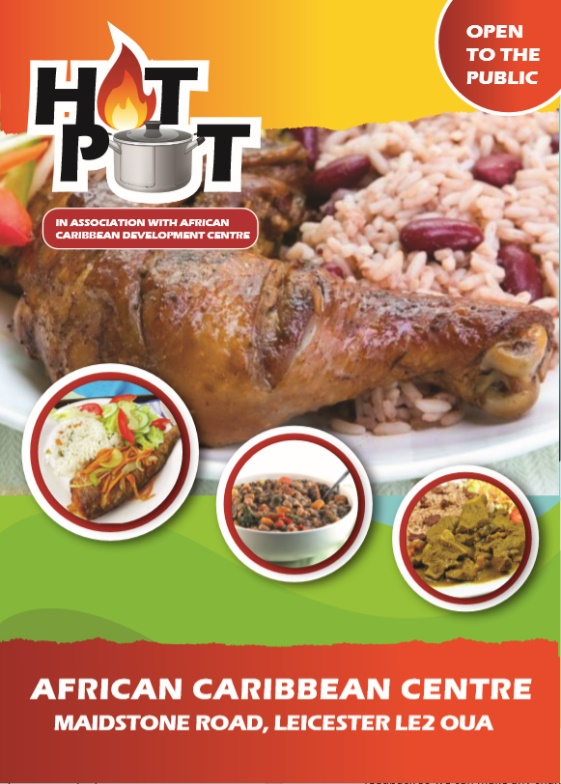 HOT
POT
IN ASSOCIATION WITH AFRICAN
CARIBBEAN DEVELOPMENT CENTRE
OPEN
TO THE
PUBLIC
AFRICAN CARIBBEAN CENTRE
MAIDSTONE ROAD, LEICESTER LE2 OUA